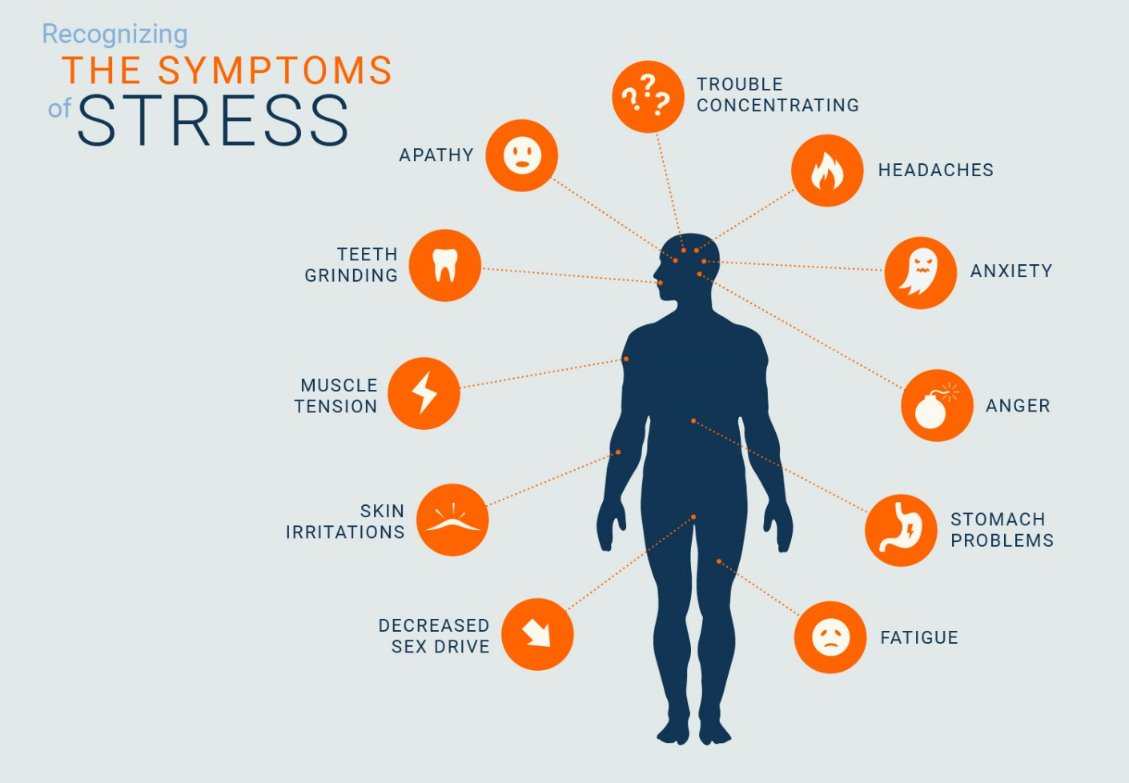 Recognizing
THE SYMPTOMS
of STRESS
TROUBLE
CONCENTRATING
APATHY
HEADACHES
TEETH
GRINDING
ANXIETY
MUSCLE
TENSION
ANGER
SKIN
IRRITATIONS
STOMACH
PROBLEMS
DECREASED
SEX DRIVE
FATIGUE
???